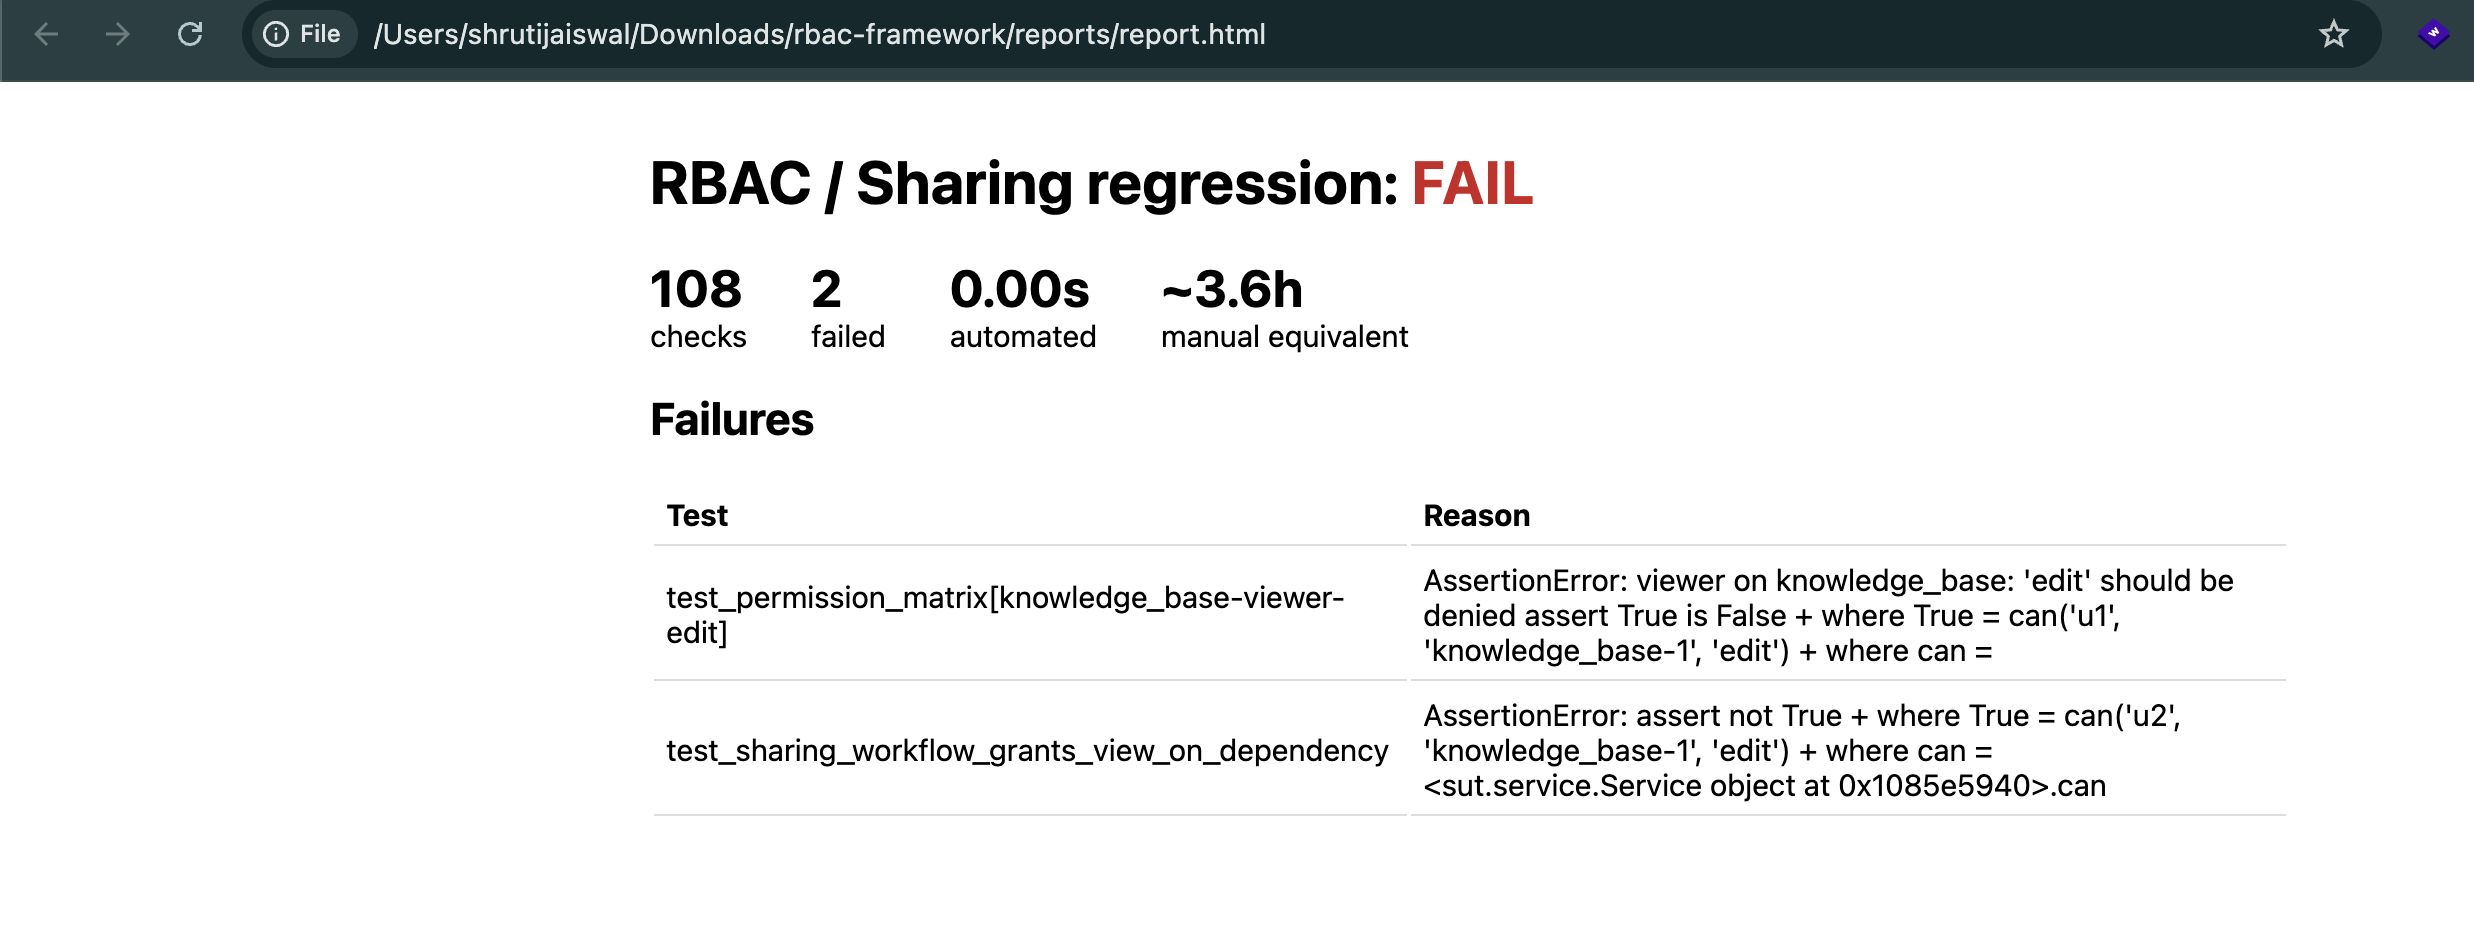 File /Users/shrutijaiswal/Downloads/rbac-framework/reports/report.html
w
RBAC / Sharing regression: FAIL
108 2 0.00s ~3.6h
checks failed automated manual equivalent
Failures
Test Reason
test_permission_matrix[knowledge_base-viewer-
edit]
AssertionError: viewer on knowledge_base: 'edit' should be
denied assert True is False + where True = can('u1',
'knowledge_base-1', 'edit') + where can =
test_sharing_workflow_grants_view_on_dependency
AssertionError: assert not True + where True = can('u2',
'knowledge_base-1', 'edit') + where can =
<sut.service.Service object at 0x1085e5940>.can